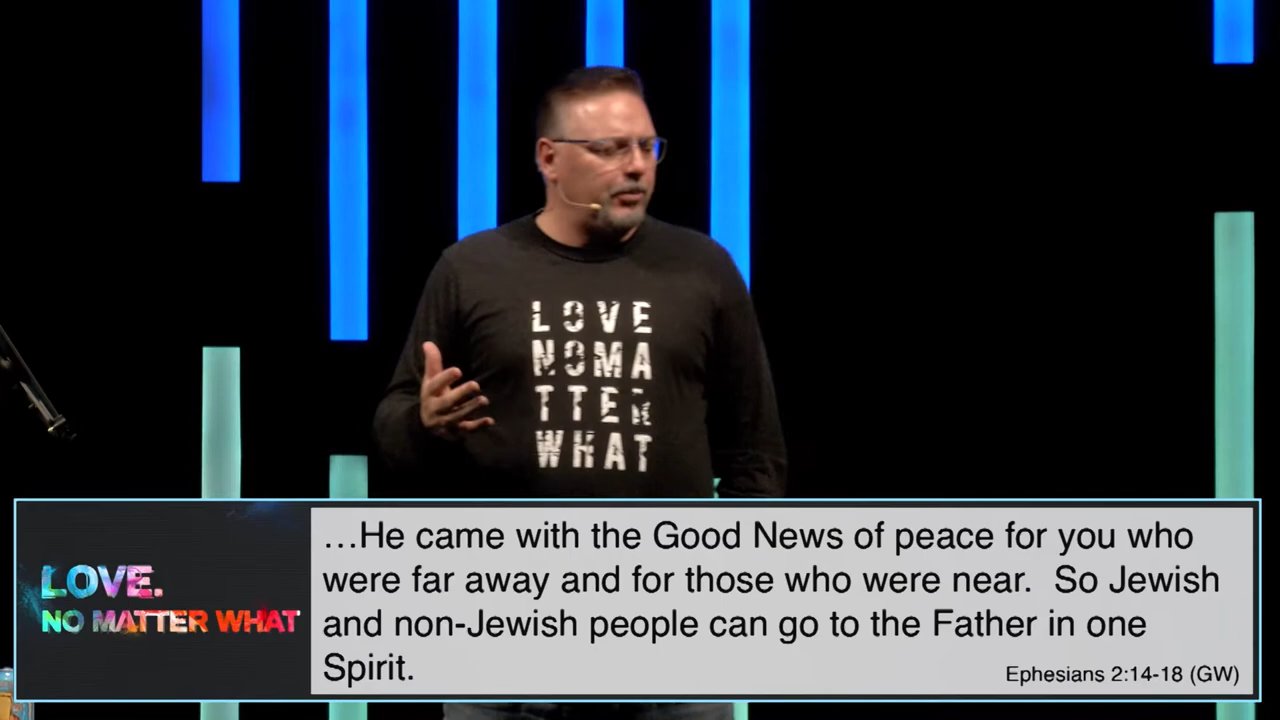 LOVE
NOMA
TTER
WHAT
LOVE.
NO MATTER WHAT
…He came with the Good News of peace for you who
were far away and for those who were near.  So Jewish
and non-Jewish people can go to the Father in one
Spirit.
Ephesians 2:14-18 (GW)